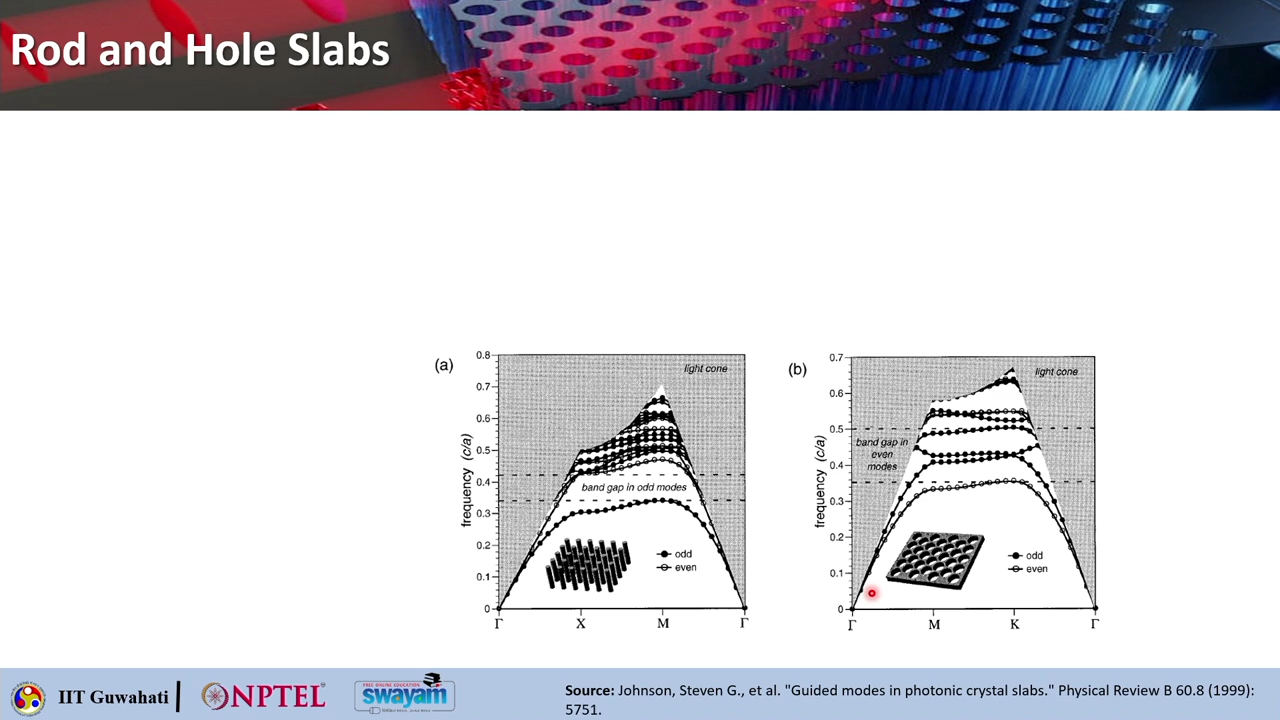 Rod and Hole Slabs
(a)
frequency (c/a)
0.8
0.7
0.6
0.5
0.4
0.3
0.2
0.1
0
light cone
band gap in odd modes
odd
even
Γ X M Γ
(b)
frequency (c/a)
0.7
0.6
0.5
0.4
0.3
0.2
0.1
0
light cone
band gap in
even
modes
odd
even
Γ M K Γ
IIT Guwahati
NPTEL
FREE ONLINE EDUCATION
swayam
Source: Johnson, Steven G., et al. "Guided modes in photonic crystal slabs." Physical Review B 60.8 (1999):
5751.